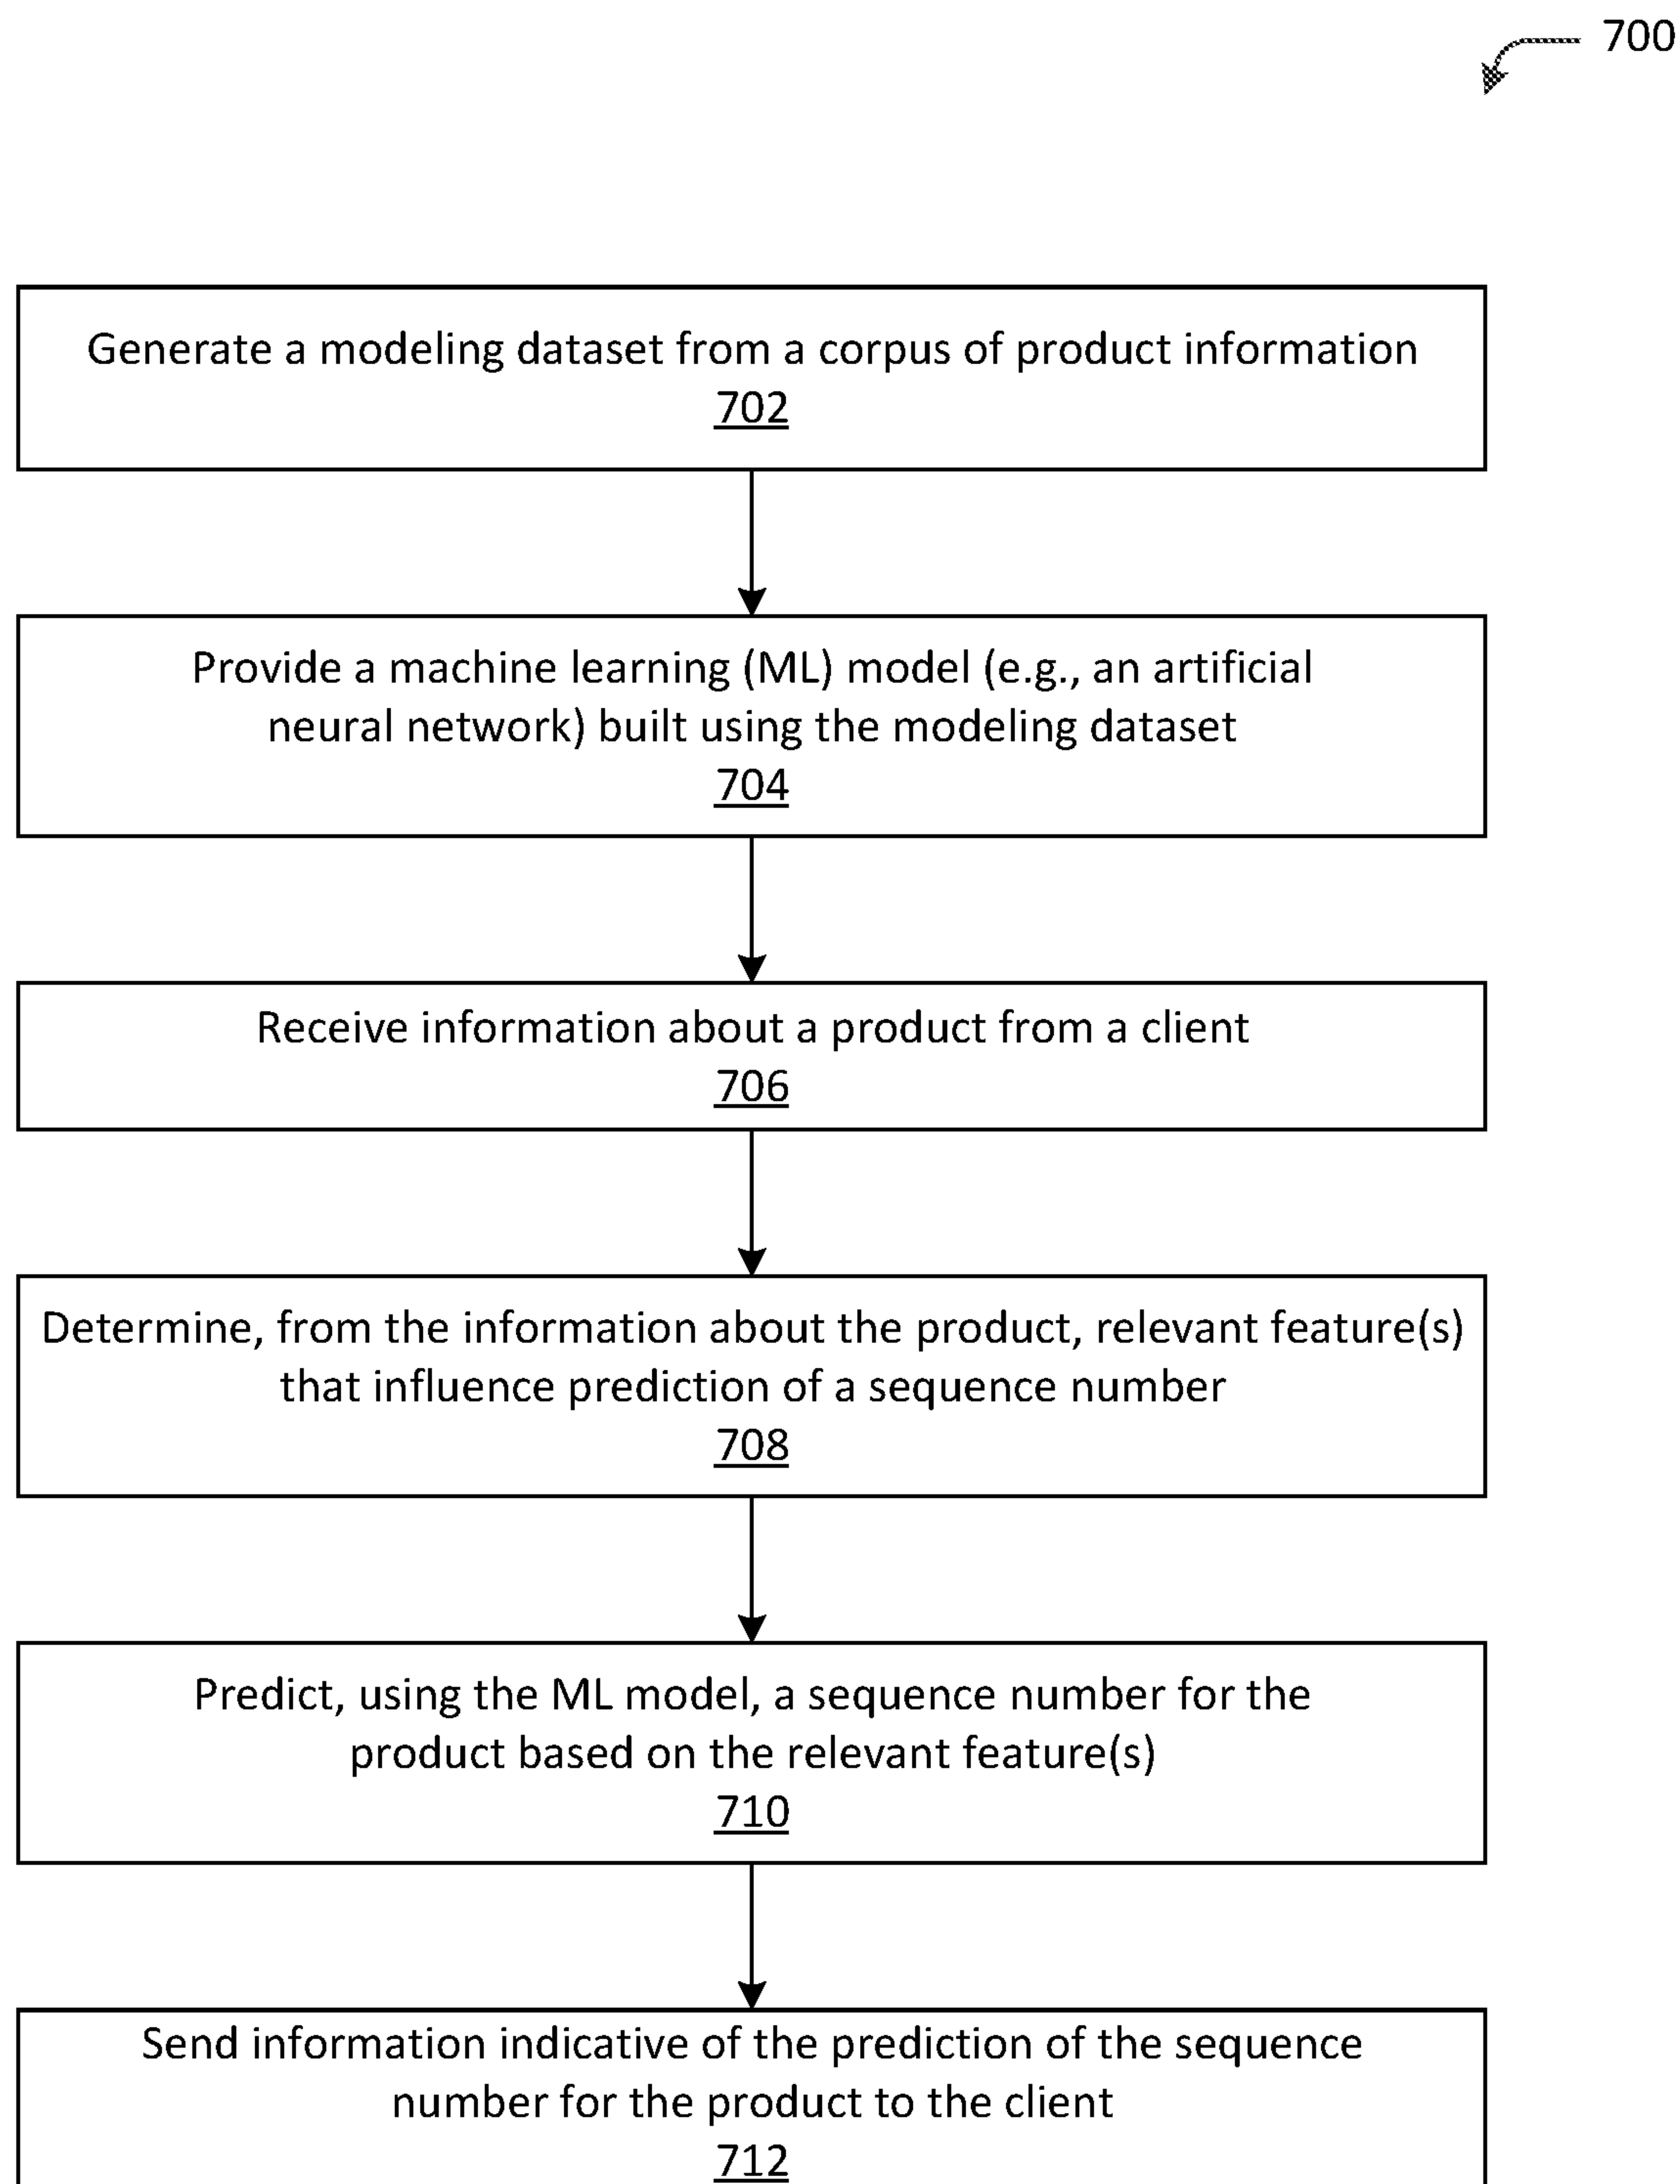 700
Generate a modeling dataset from a corpus of product information
702
Provide a machine learning (ML) model (e.g., an artificial
neural network) built using the modeling dataset
704
Receive information about a product from a client
706
Determine, from the information about the product, relevant feature(s)
that influence prediction of a sequence number
708
Predict, using the ML model, a sequence number for the
product based on the relevant feature(s)
710
Send information indicative of the prediction of the sequence
number for the product to the client
712